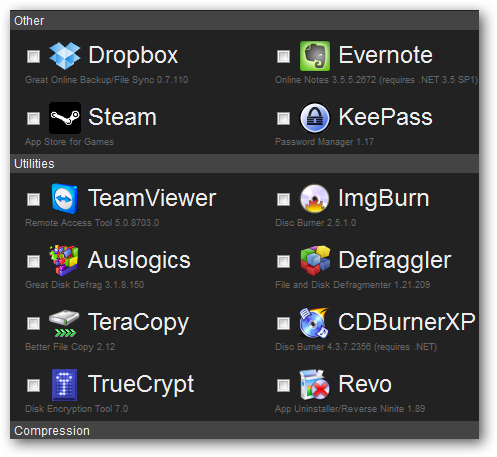 Other
Dropbox
Great Online Backup/File Sync 0.7.110
Evernote
Online Notes 3.5.5.2672 (requires .NET 3.5 SP1)
Steam
App Store for Games
KeePass
Password Manager 1.17
Utilities
TeamViewer
Remote Access Tool 5.0.8703.0
ImgBurn
Disc Burner 2.5.1.0
Auslogics
Great Disk Defrag 3.1.8.150
Defraggler
File and Disk Defragmenter 1.21.209
TeraCopy
Better File Copy 2.12
CDBurnerXP
Disc Burner 4.3.7.2356 (requires .NET)
TrueCrypt
Disk Encryption Tool 7.0
Revo
App Uninstaller/Reverse Ninite 1.89
Compression